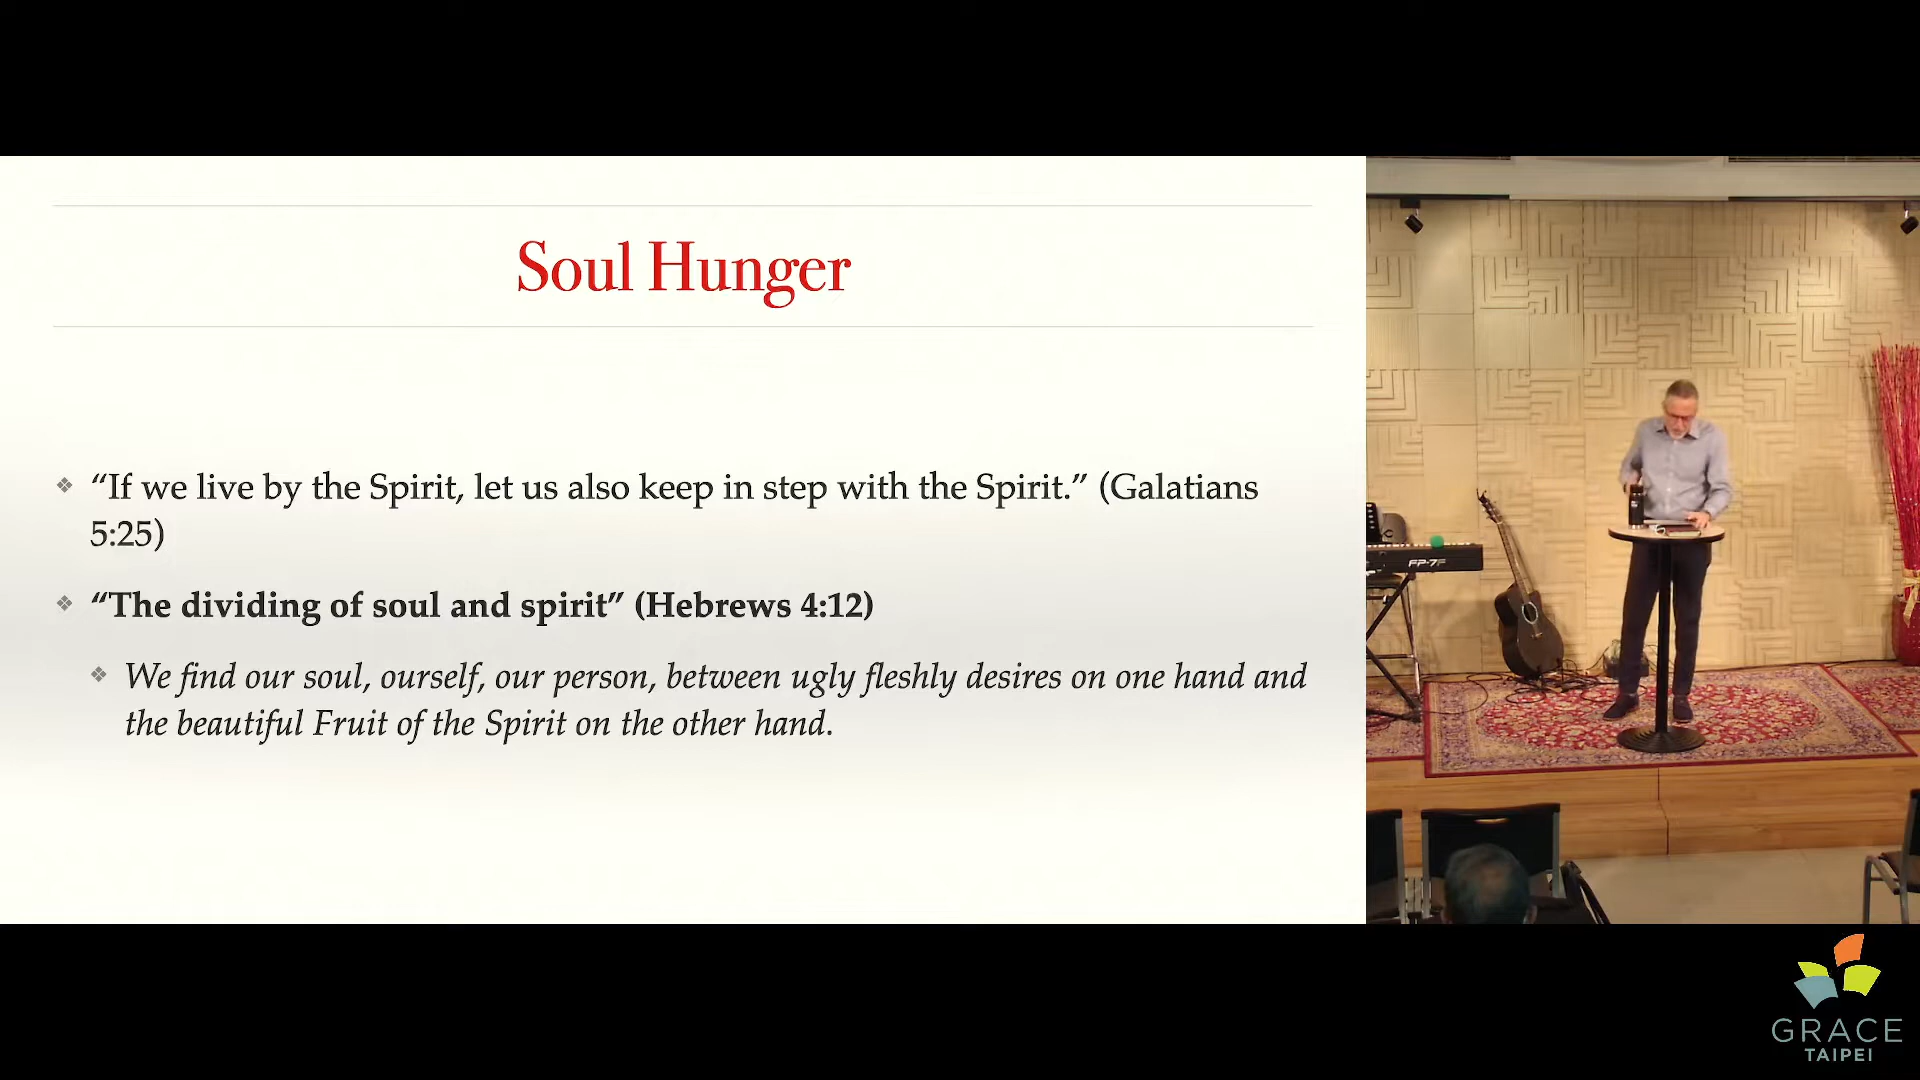 Soul Hunger
“If we live by the Spirit, let us also keep in step with the Spirit.” (Galatians
5:25)
“The dividing of soul and spirit” (Hebrews 4:12)
We find our soul, ourself, our person, between ugly fleshly desires on one hand and
the beautiful Fruit of the Spirit on the other hand.
FP-7F
GRACE
TAIPEI